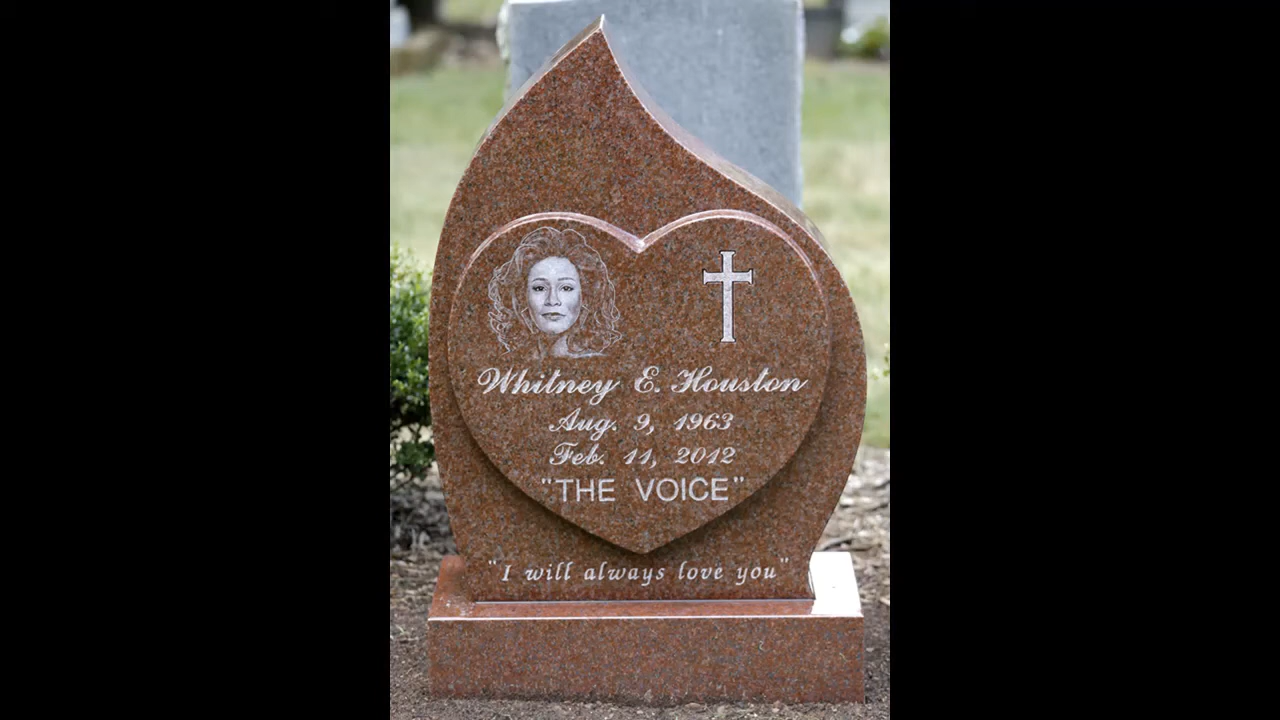 Whitney E. Houston
Aug. 9, 1963
Feb. 11, 2012
"THE VOICE"
"I will always love you"